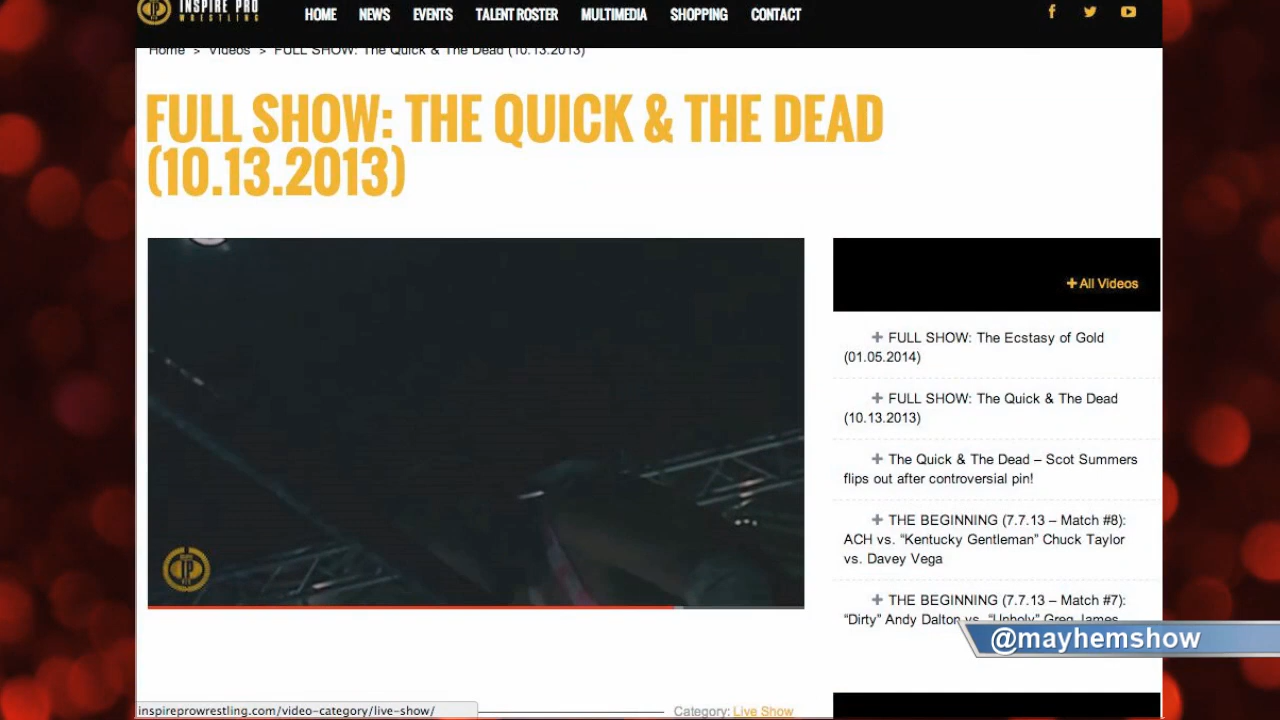 INSPIRE PRO
WRESTLING
HOME NEWS EVENTS TALENT ROSTER MULTIMEDIA SHOPPING CONTACT
Home > Videos > FULL SHOW: The Quick & The Dead (10.13.2013)
FULL SHOW: THE QUICK & THE DEAD
(10.13.2013)
+ All Videos
+ FULL SHOW: The Ecstasy of Gold
(01.05.2014)
+ FULL SHOW: The Quick & The Dead
(10.13.2013)
+ The Quick & The Dead – Scot Summers
flips out after controversial pin!
+ THE BEGINNING (7.7.13 – Match #8):
ACH vs. “Kentucky Gentleman” Chuck Taylor
vs. Davey Vega
+ THE BEGINNING (7.7.13 – Match #7):
“Dirty” Andy Dalton vs. “Unholy” Greg James
@mayhemshow
IP
inspireprowrestling.com/video-category/live-show/
Category: Live Show